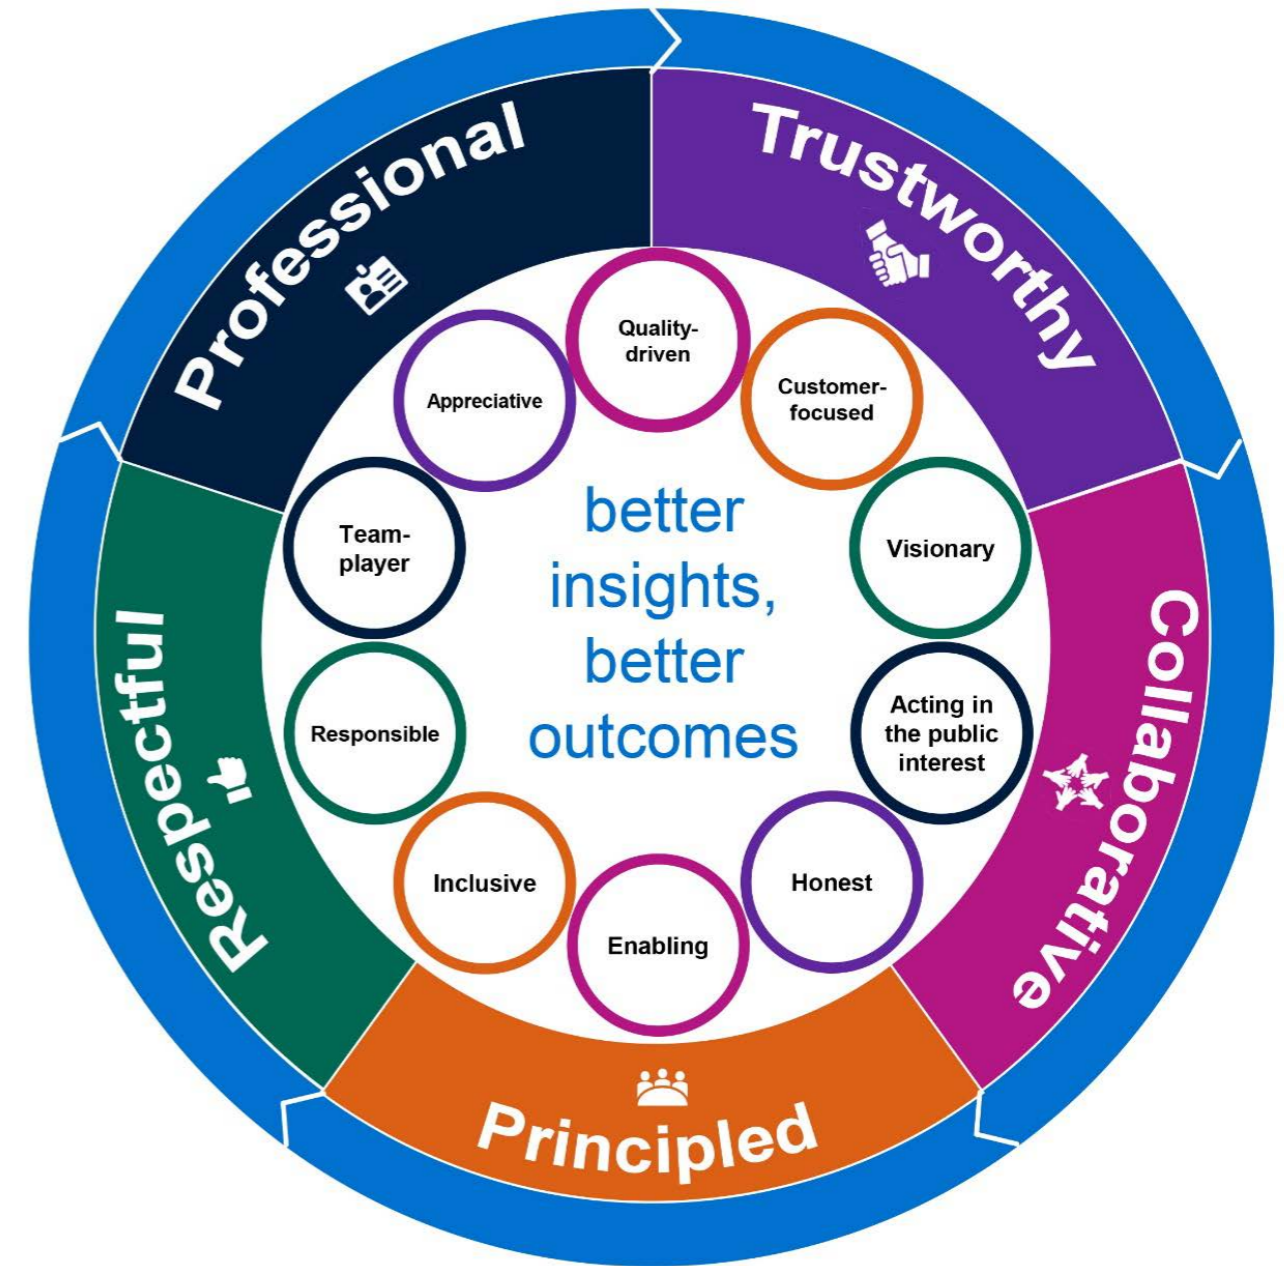 Professional
Trustworthy
Collaborative
Principled
Respectful
Quality-
driven
Customer-
focused
Visionary
Acting in
the public
interest
Honest
Enabling
Inclusive
Responsible
Team-
player
Appreciative
better
insights,
better
outcomes